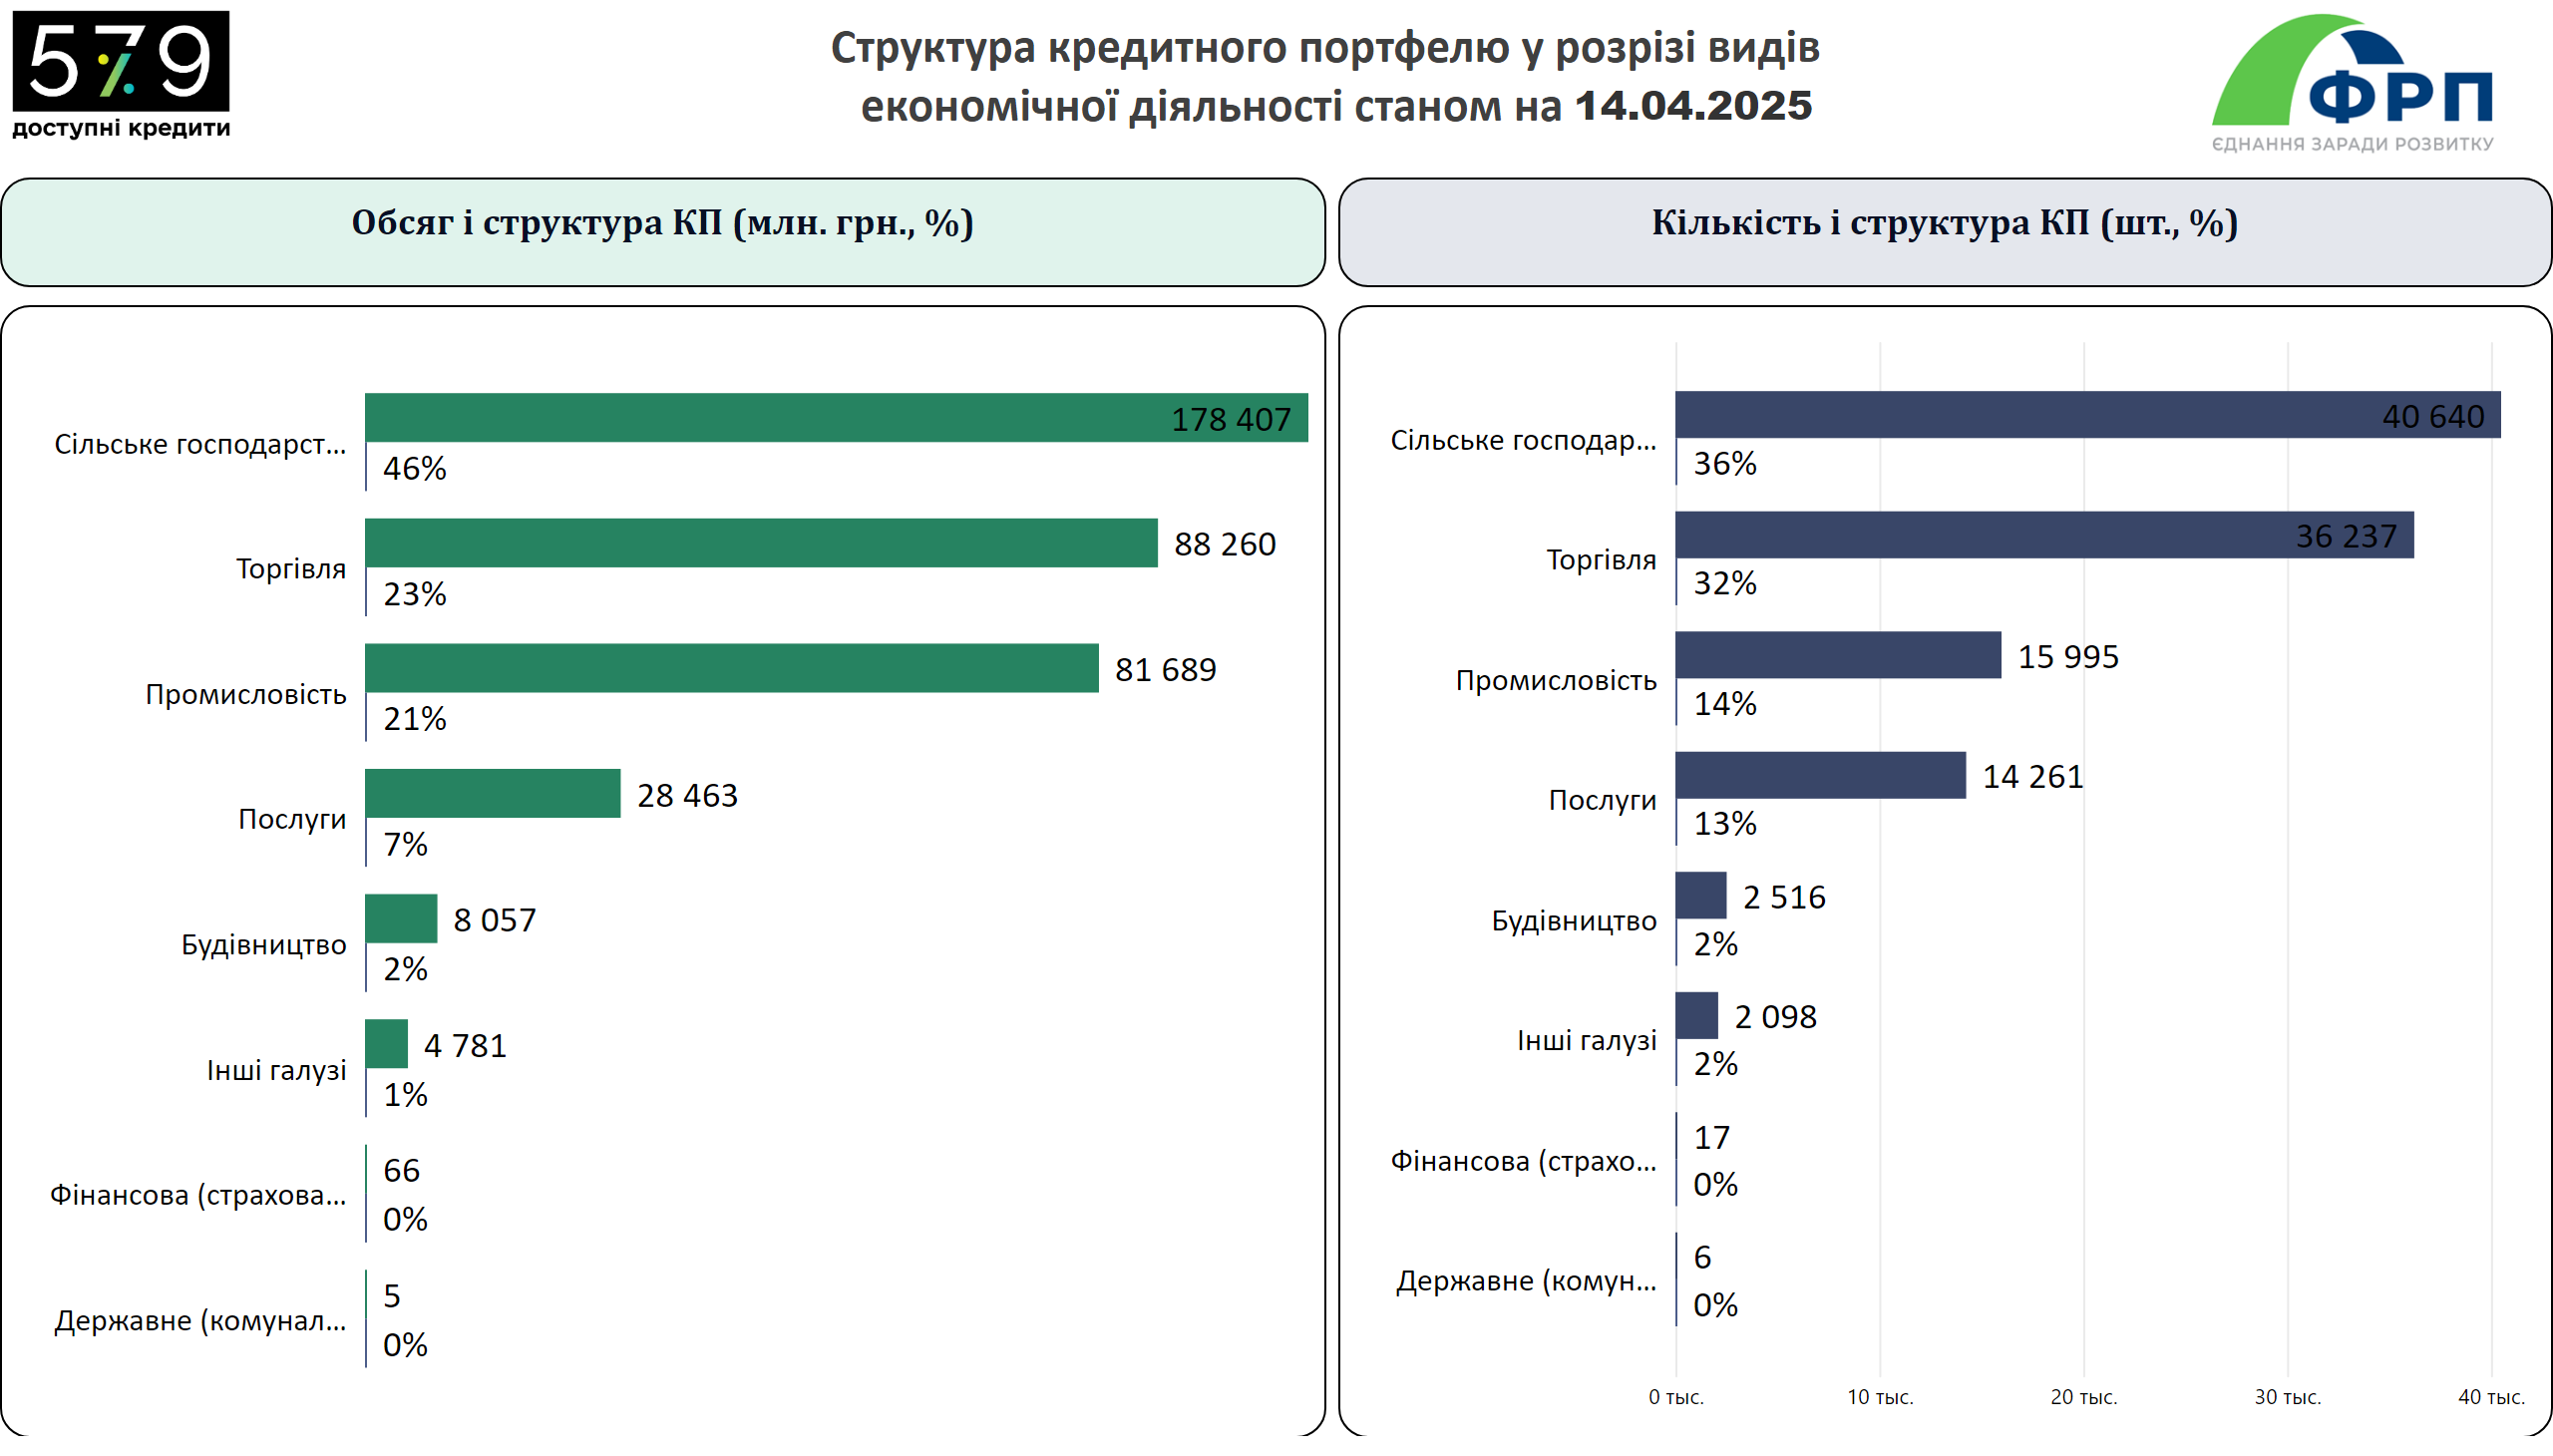 579
доступні кредити
Структура кредитного портфелю у розрізі видів
економічної діяльності станом на 14.04.2025
ФРП
ЄДНАННЯ ЗАРАДИ РОЗВИТКУ
Обсяг і структура КП (млн. грн., %)
Сільське господарст...
178 407
46%
Торгівля
88 260
23%
Промисловість
81 689
21%
Послуги
28 463
7%
Будівництво
8 057
2%
Інші галузі
4 781
1%
Фінансова (страхова...
66
0%
Державне (комунал...
5
0%
Кількість і структура КП (шт., %)
Сільське господар...
40 640
36%
Торгівля
36 237
32%
Промисловість
15 995
14%
Послуги
14 261
13%
Будівництво
2 516
2%
Інші галузі
2 098
2%
Фінансова (страхо...
17
0%
Державне (комун...
6
0%
0 тыс. 10 тыс. 20 тыс. 30 тыс. 40 тыс.